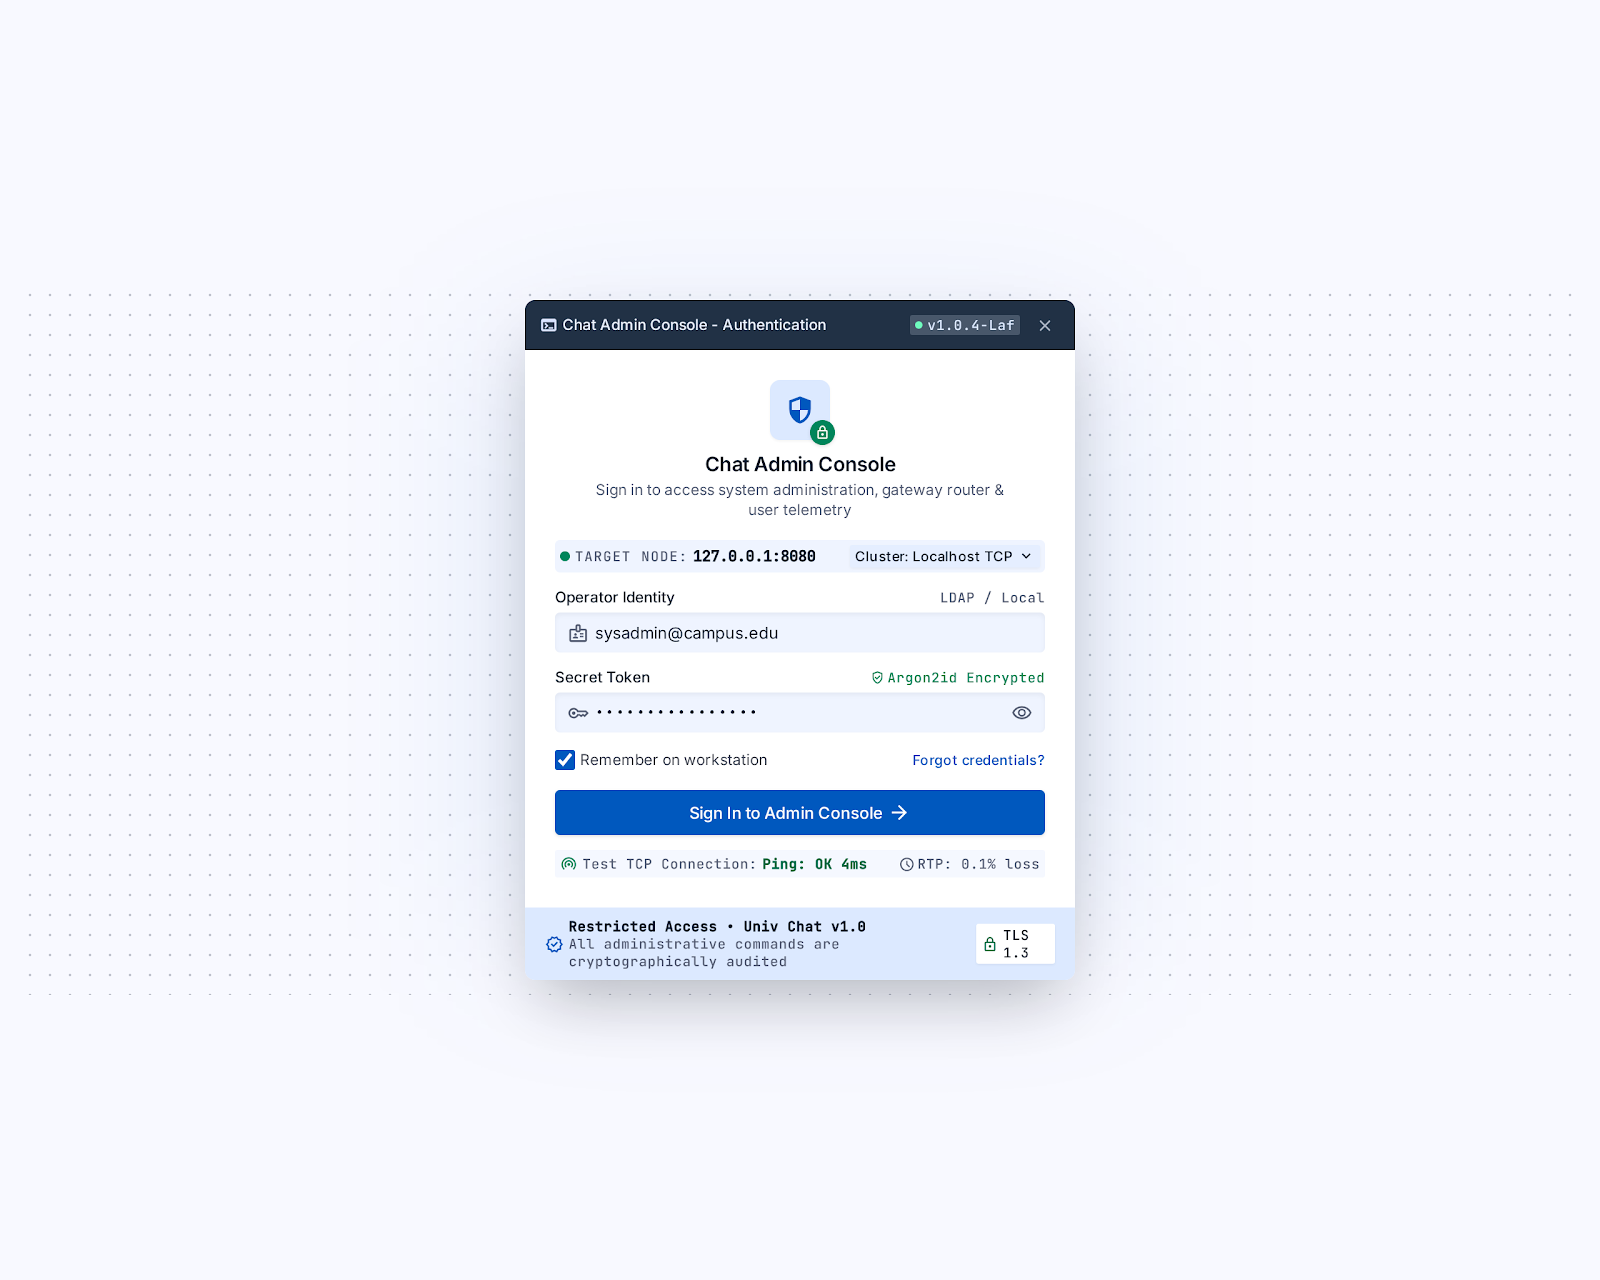 Chat Admin Console - Authentication
v1.0.4-Laf
Chat Admin Console
Sign in to access system administration, gateway router &
user telemetry
TARGET NODE: 127.0.0.1:8080
Cluster: Localhost TCP
Operator Identity
LDAP / Local
sysadmin@campus.edu
Secret Token
Argon2id Encrypted
••••••••••••••••
Remember on workstation
Forgot credentials?
Sign In to Admin Console →
Test TCP Connection: Ping: OK 4ms
RTP: 0.1% loss
Restricted Access • Univ Chat v1.0
All administrative commands are
cryptographically audited
TLS
1.3